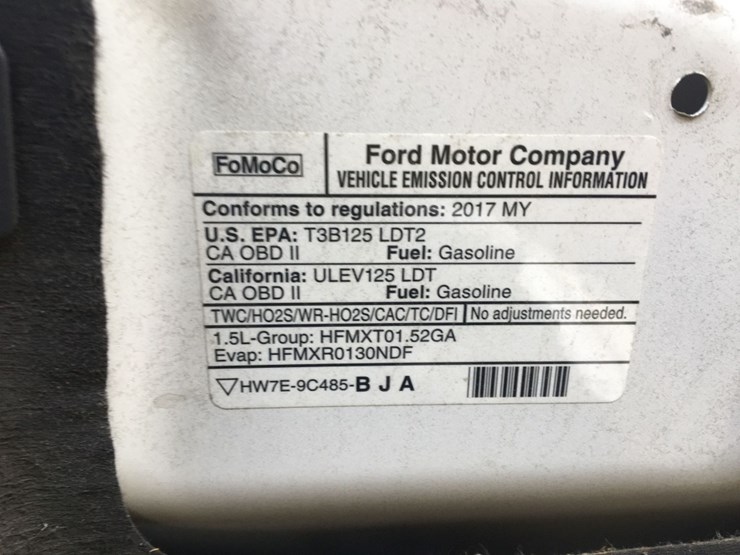 FoMoCo
Ford Motor Company
VEHICLE EMISSION CONTROL INFORMATION
Conforms to regulations: 2017 MY
U.S. EPA: T3B125 LDT2
CA OBD II Fuel: Gasoline
California: ULEV125 LDT
CA OBD II Fuel: Gasoline
TWC/HO2S/WR-HO2S/CAC/TC/DFI No adjustments needed.
1.5L-Group: HFMXT01.52GA
Evap: HFMXR0130NDF
▽HW7E-9C485-B J A